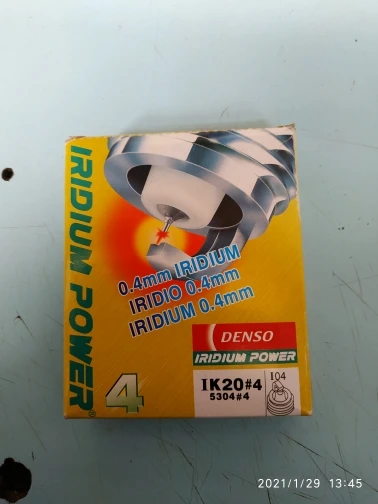 IRIDIUM POWER®
4
0.4mm IRIDIUM
IRIDIO 0.4mm
IRIDIUM 0.4mm
DENSO
IRIDIUM POWER
IK20#4
5304#4
I04
2021/1/29 13:45